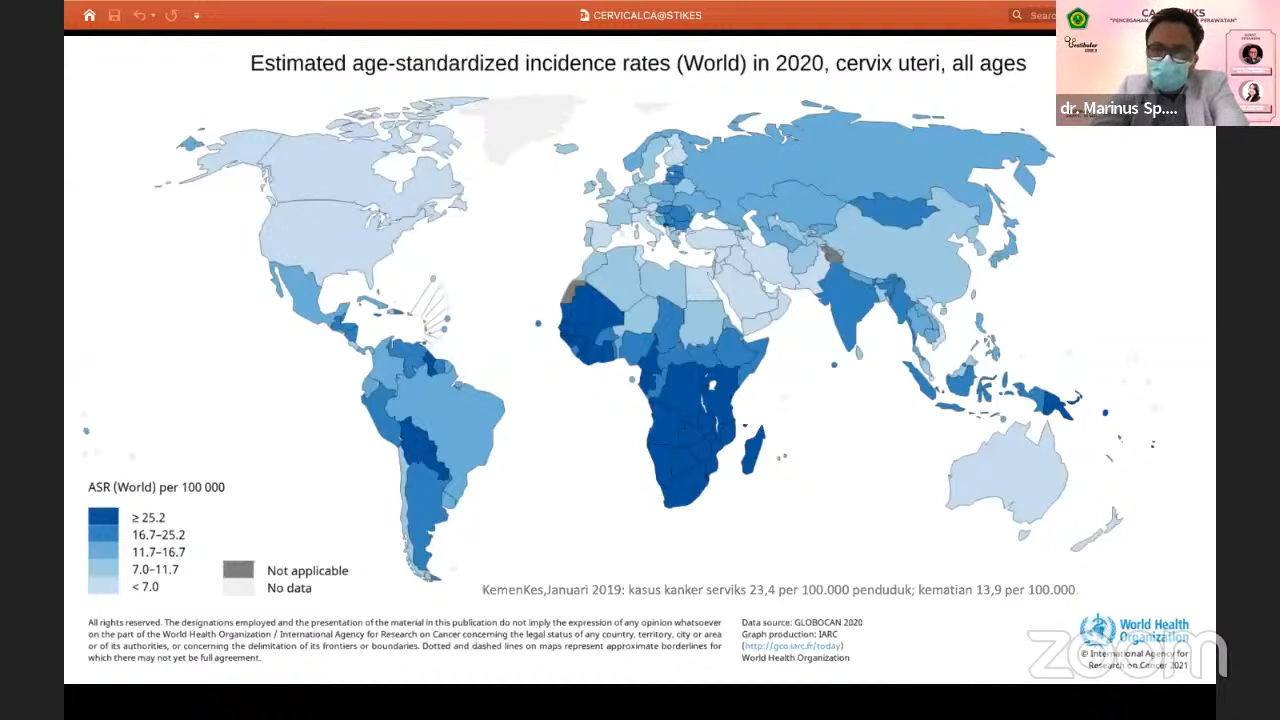 CERVICALCA@STIKES
Estimated age-standardized incidence rates (World) in 2020, cervix uteri, all ages
dr. Marinus Sp....
ASR (World) per 100 000
≥ 25.2
16.7–25.2
11.7–16.7
7.0–11.7
< 7.0
Not applicable
No data
KemenKes,Januari 2019: kasus kanker serviks 23,4 per 100.000 penduduk; kematian 13,9 per 100.000.
All rights reserved. The designations employed and the presentation of the material in this publication do not imply the expression of any opinion whatsoever
on the part of the World Health Organization / International Agency for Research on Cancer concerning the legal status of any country, territory, city or area
or of its authorities, or concerning the delimitation of its frontiers or boundaries. Dotted and dashed lines on maps represent approximate borderlines for
which there may not yet be full agreement.
Data source: GLOBOCAN 2020
Graph production: IARC
(http://gco.iarc.fr/today)
World Health Organization
World Health
Organization
© International Agency for
Research on Cancer 2021
zoom